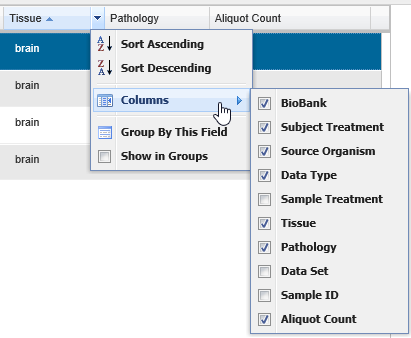 Tissue Pathology Aliquot Count
brain
brain
brain
brain
Sort Ascending
Sort Descending
Columns
Group By This Field
Show in Groups
BioBank
Subject Treatment
Source Organism
Data Type
Sample Treatment
Tissue
Pathology
Data Set
Sample ID
Aliquot Count